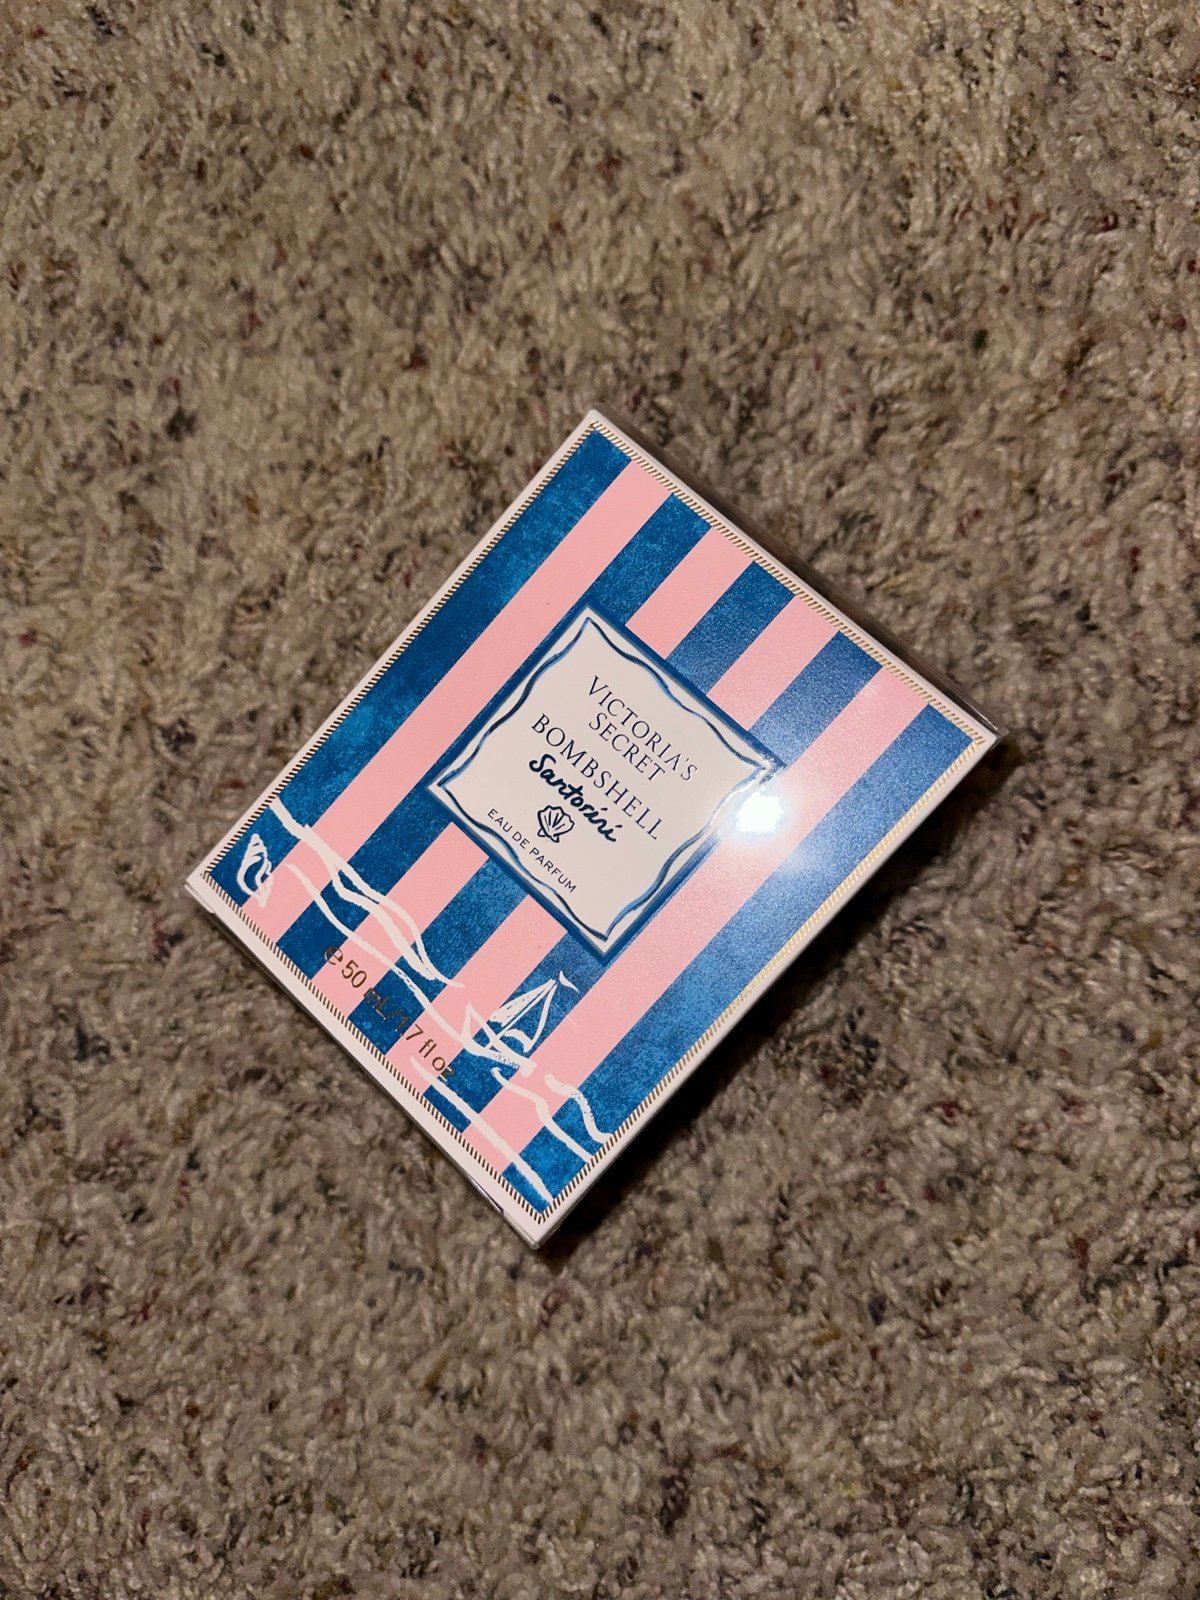 VICTORIA'S
SECRET
BOMBSHELL
Santorini
EAU DE PARFUM
℮ 50 mL/1.7 fl oz